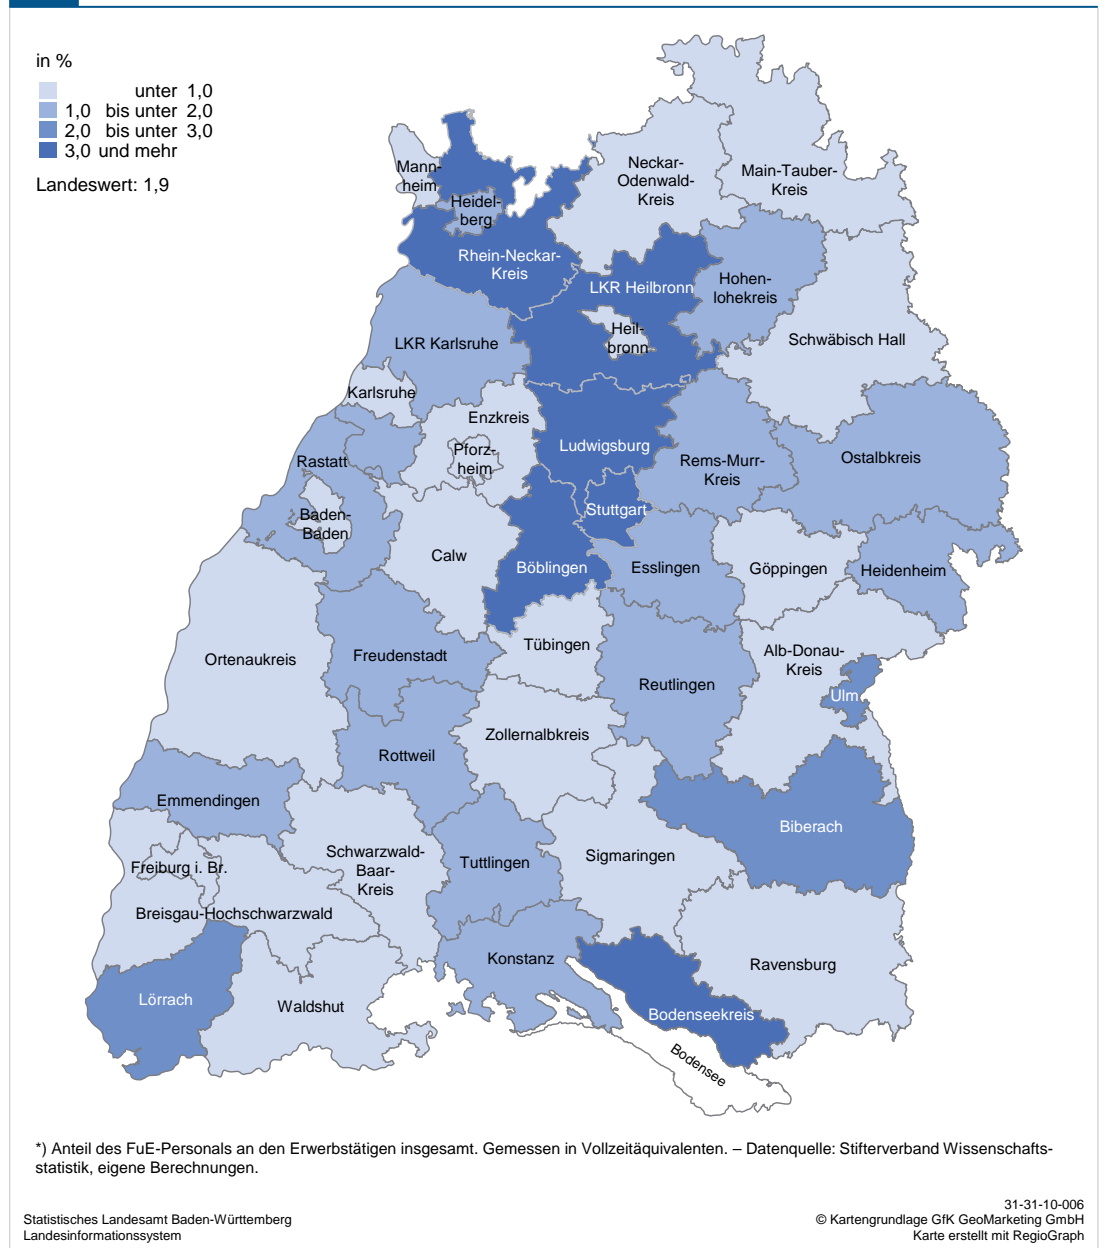 in %
unter 1,0
1,0 bis unter 2,0
2,0 bis unter 3,0
3,0 und mehr
Landeswert: 1,9
Mann-
heim
Heidel-
berg
Rhein-Neckar-
Kreis
Neckar-
Odenwald-
Kreis
Main-Tauber-
Kreis
LKR Heilbronn
Hohen-
lohekreis
Heil-
bronn
Schwäbisch Hall
LKR Karlsruhe
Karlsruhe
Enzkreis
Pforz-
heim
Ludwigsburg
Rems-Murr-
Kreis
Ostalbkreis
Rastatt
Baden-
Baden
Stuttgart
Calw
Böblingen
Esslingen
Göppingen
Heidenheim
Ortenaukreis
Freudenstadt
Tübingen
Reutlingen
Alb-Donau-
Kreis
Ulm
Rottweil
Zollernalbkreis
Emmendingen
Biberach
Freiburg i. Br.
Schwarzwald-
Baar-
Kreis
Tuttlingen
Sigmaringen
Breisgau-Hochschwarzwald
Konstanz
Ravensburg
Lörrach
Waldshut
Bodenseekreis
Bodensee
*) Anteil des FuE-Personals an den Erwerbstätigen insgesamt. Gemessen in Vollzeitäquivalenten. – Datenquelle: Stifterverband Wissenschafts-
statistik, eigene Berechnungen.
31-31-10-006
Statistisches Landesamt Baden-Württemberg
© Kartengrundlage GfK GeoMarketing GmbH
Landesinformationssystem
Karte erstellt mit RegioGraph